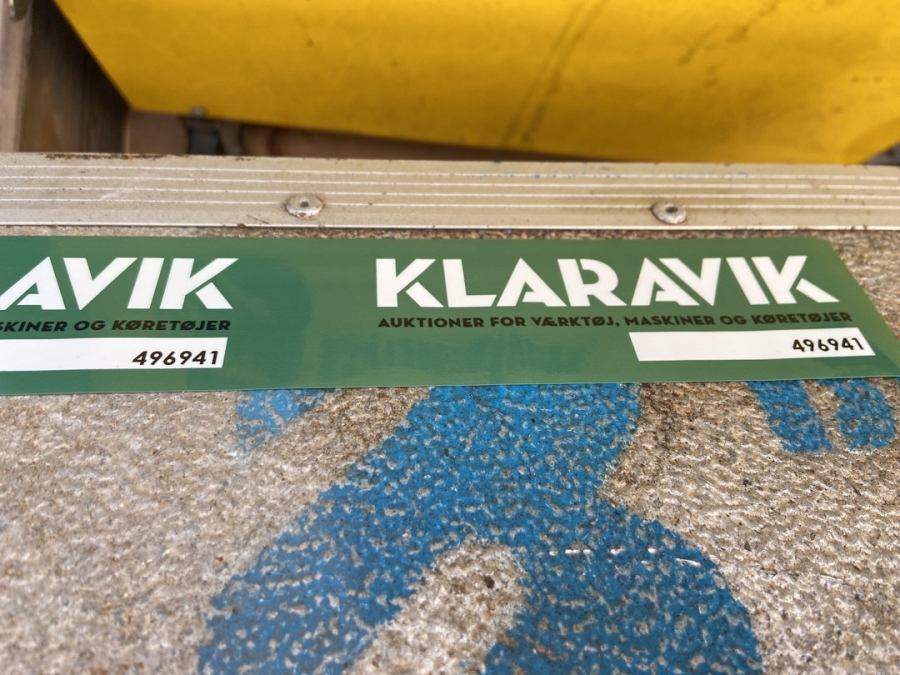 AVIK
SKINER OG KØRETØJER
496941
KLARAVIK
AUKTIONER FOR VÆRKTØJ, MASKINER OG KØRETØJER
496941